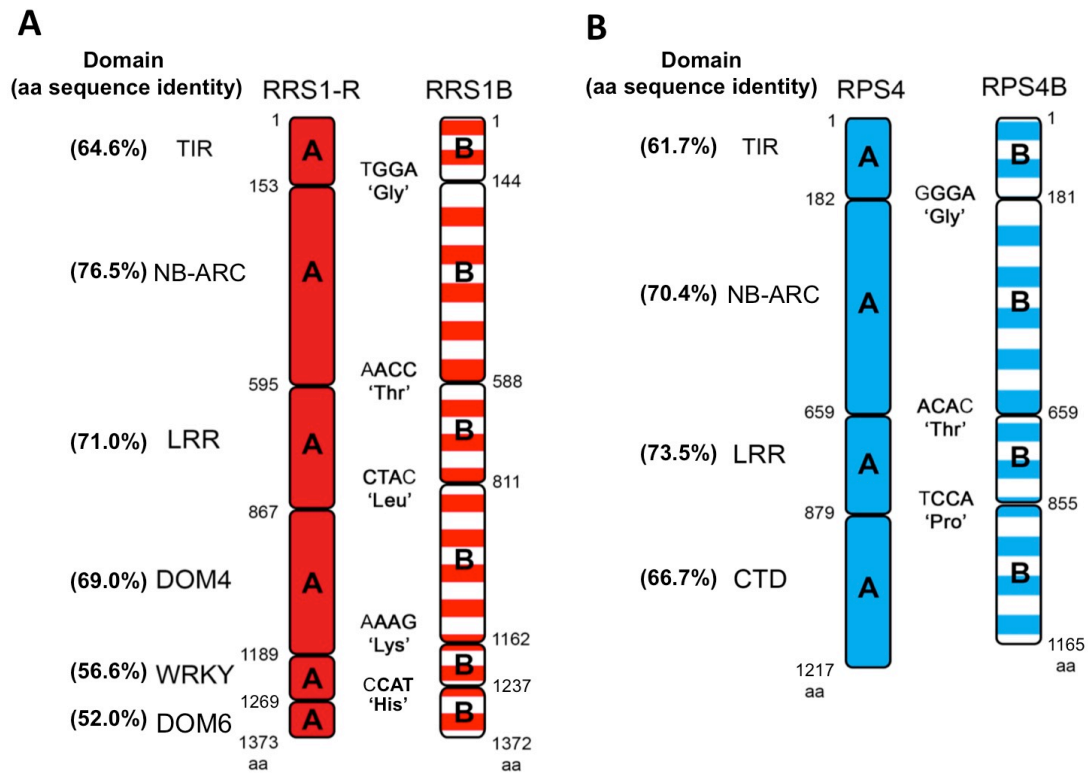 A
Domain
(aa sequence identity) RRS1-R RRS1B
1 1
(64.6%) TIR A B
TGGA
153 'Gly' 144
(76.5%) NB-ARC A B
AACC
595 'Thr' 588
(71.0%) LRR A B
CTAC 811
'Leu'
867
(69.0%) DOM4 A B
AAAG
'Lys' 1162
1189
(56.6%) WRKY A B
CCAT 1237
1269 'His'
(52.0%) DOM6 A B
1373 1372
aa aa
B
Domain
(aa sequence identity) RPS4 RPS4B
1 1
(61.7%) TIR A B
182 GGGA 181
'Gly'
(70.4%) NB-ARC A B
659 ACAC 659
'Thr'
(73.5%) LRR A B
TCCA
879 'Pro' 855
(66.7%) CTD A B
1217 1165
aa aa